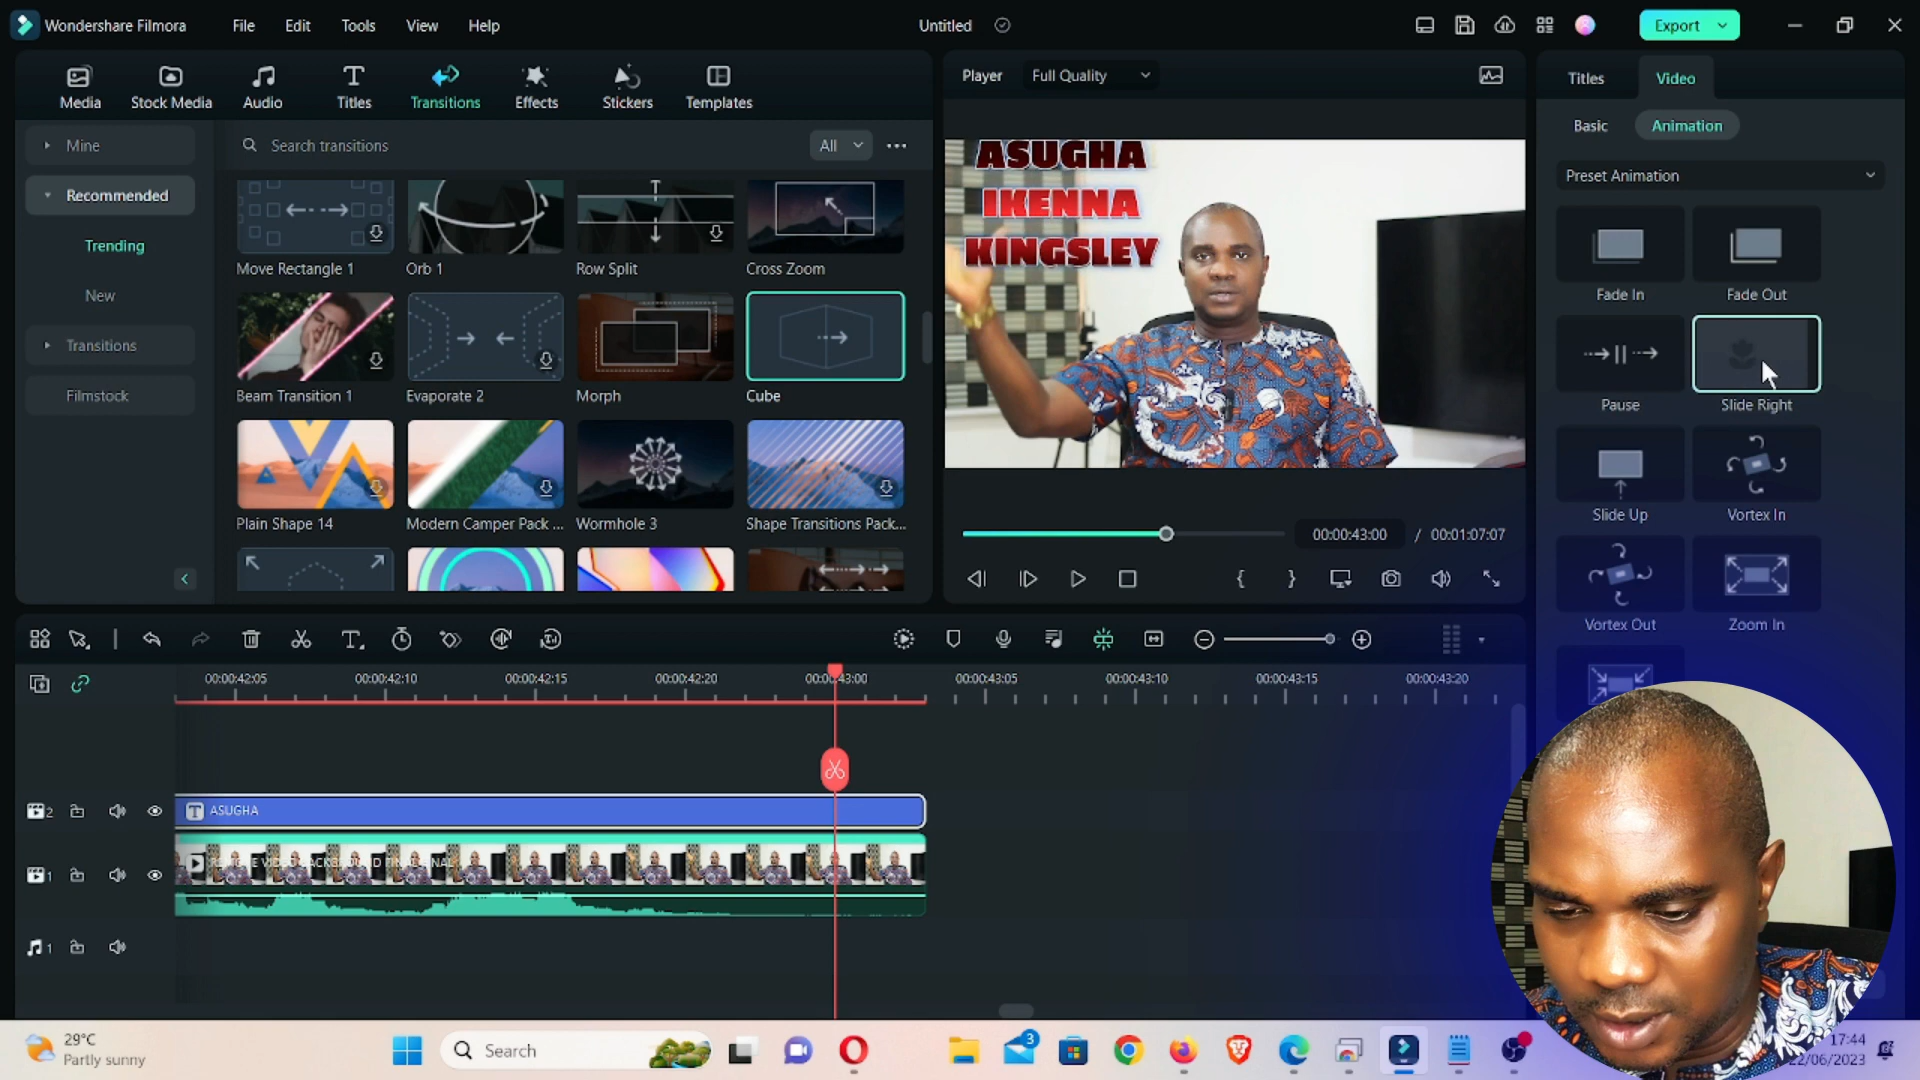 Wondershare Filmora
File
Edit
Tools
View
Help
Untitled
Export
Media
Stock Media
Audio
Titles
Transitions
Effects
Stickers
Templates
Mine
Recommended
Trending
New
Transitions
Filmstock
Search transitions
All
Move Rectangle 1
Orb 1
Row Split
Cross Zoom
Beam Transition 1
Evaporate 2
Morph
Cube
Plain Shape 14
Modern Camper Pack ...
Wormhole 3
Shape Transitions Pack...
Player
Full Quality
ASUGHA
IKENNA
KINGSLEY
00:00:43:00 / 00:01:07:07
Titles
Video
Basic
Animation
Preset Animation
Fade In
Fade Out
Pause
Slide Right
Slide Up
Vortex In
Vortex Out
Zoom In
00:00:42:05
00:00:42:10
00:00:42:15
00:00:42:20
00:00:43:00
00:00:43:05
00:00:43:10
00:00:43:15
00:00:43:20
2
T ASUGHA
1
REMOVE VIDEO BACKGROUND FINAL FINAL
1
29°C
Partly sunny
Search
3
17:44
22/06/2023